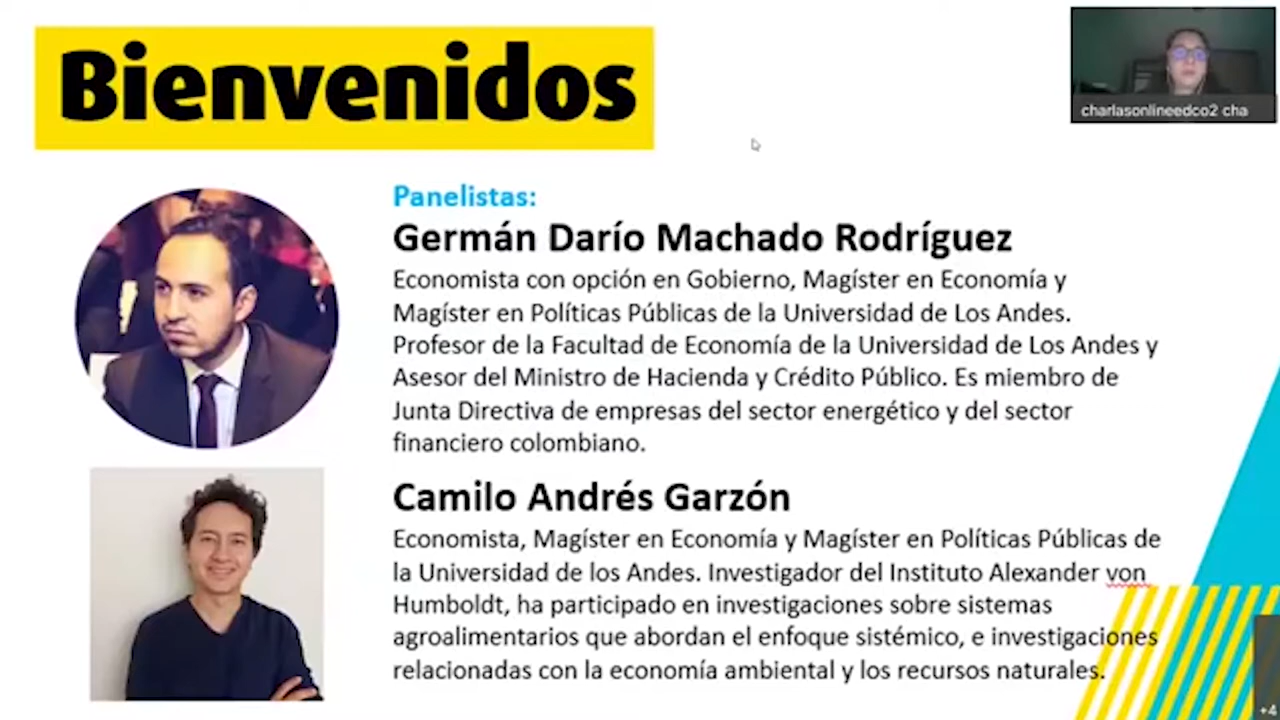 Bienvenidos
charlasonlineedco2 cha
Panelistas:
Germán Darío Machado Rodríguez
Economista con opción en Gobierno, Magíster en Economía y
Magíster en Políticas Públicas de la Universidad de Los Andes.
Profesor de la Facultad de Economía de la Universidad de Los Andes y
Asesor del Ministro de Hacienda y Crédito Público. Es miembro de
Junta Directiva de empresas del sector energético y del sector
financiero colombiano.
Camilo Andrés Garzón
Economista, Magíster en Economía y Magíster en Políticas Públicas de
la Universidad de los Andes. Investigador del Instituto Alexander von
Humboldt, ha participado en investigaciones sobre sistemas
agroalimentarios que abordan el enfoque sistémico, e investigaciones
relacionadas con la economía ambiental y los recursos naturales.
+4